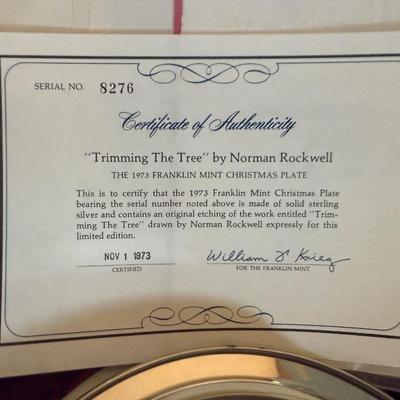 SERIAL NO. 8276
Certificate of Authenticity
"Trimming The Tree" by Norman Rockwell
THE 1973 FRANKLIN MINT CHRISTMAS PLATE
This is to certify that the 1973 Franklin Mint Christmas Plate
bearing the serial number noted above is made of solid sterling
silver and contains an original etching of the work entitled "Trim-
ming The Tree" drawn by Norman Rockwell expressly for this
limited edition.
NOV 1 1973 William F Krieg
CERTIFIED FOR THE FRANKLIN MINT